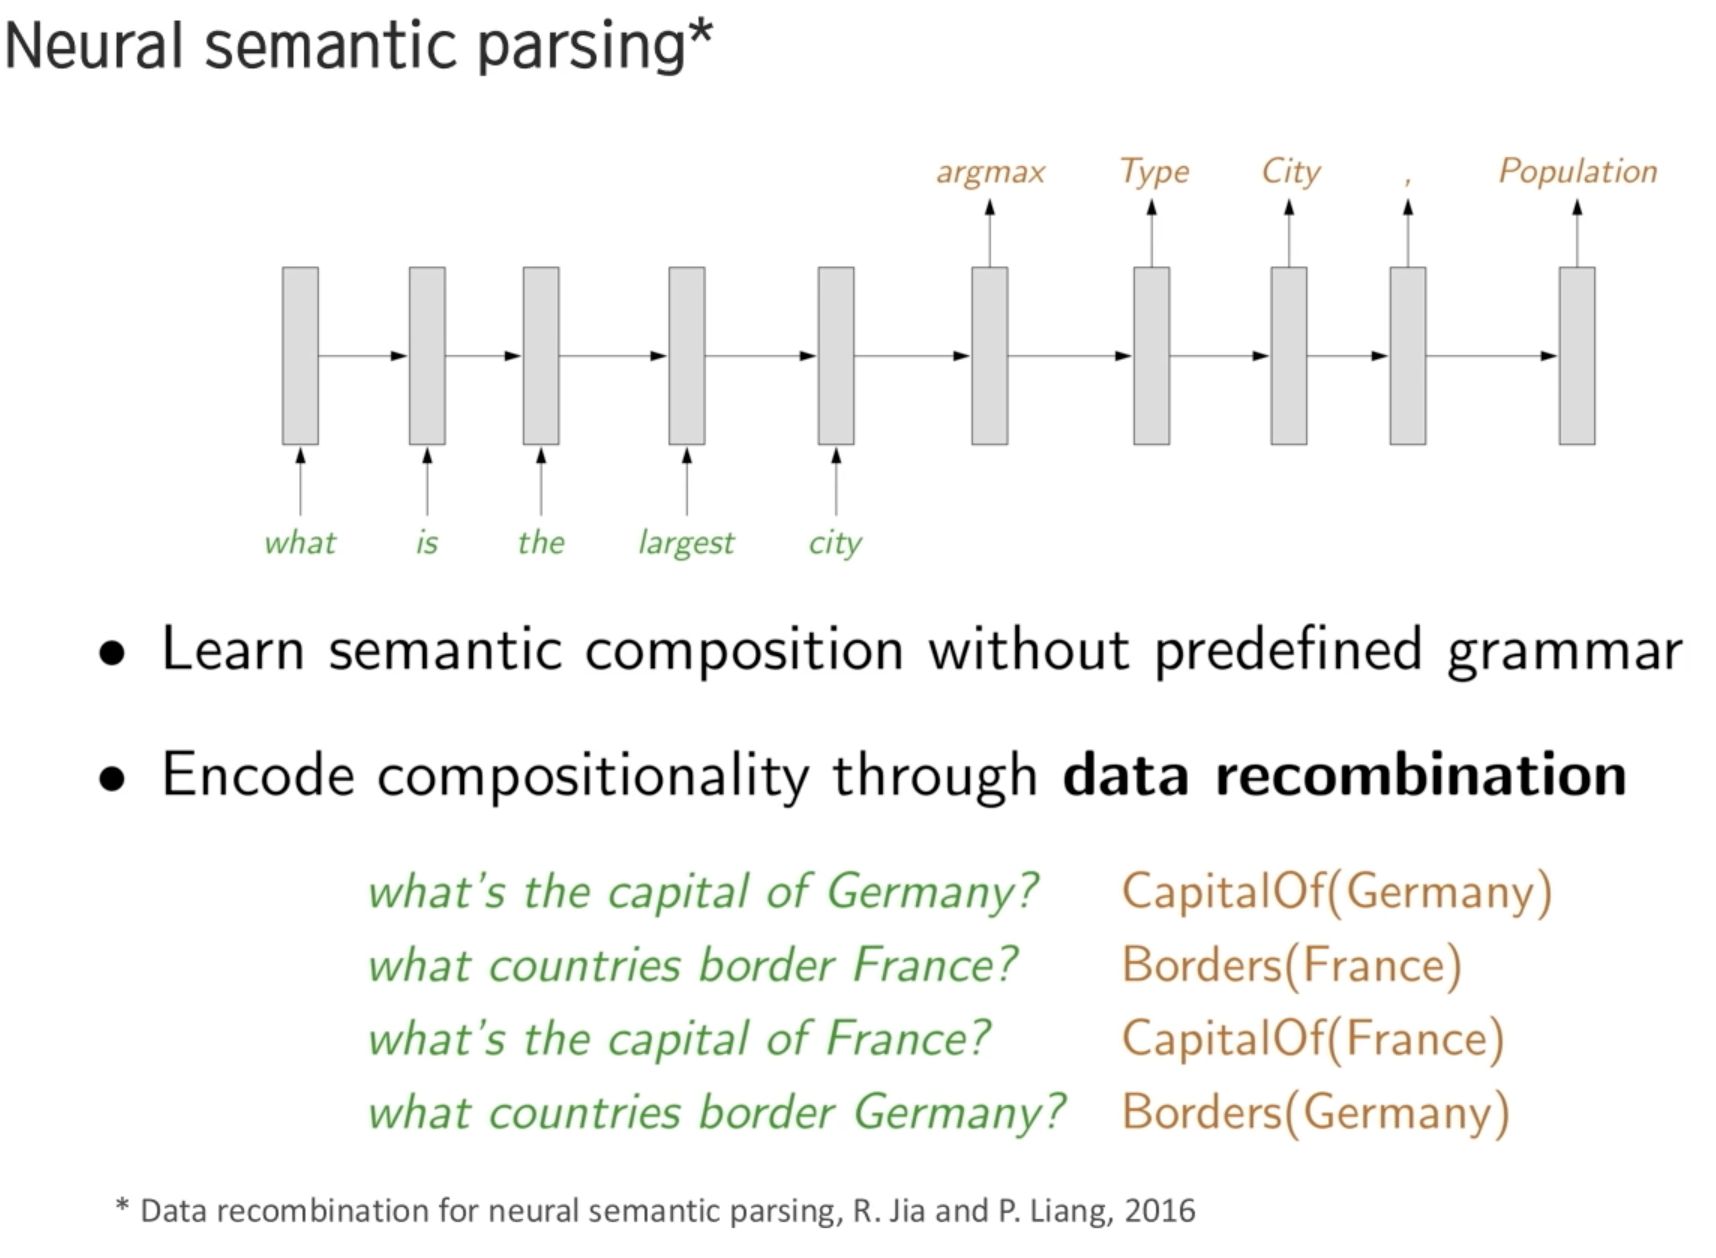 Neural semantic parsing*
argmax Type City , Population
what is the largest city
• Learn semantic composition without predefined grammar
• Encode compositionality through data recombination
what's the capital of Germany? CapitalOf(Germany)
what countries border France? Borders(France)
what's the capital of France? CapitalOf(France)
what countries border Germany? Borders(Germany)
* Data recombination for neural semantic parsing, R. Jia and P. Liang, 2016